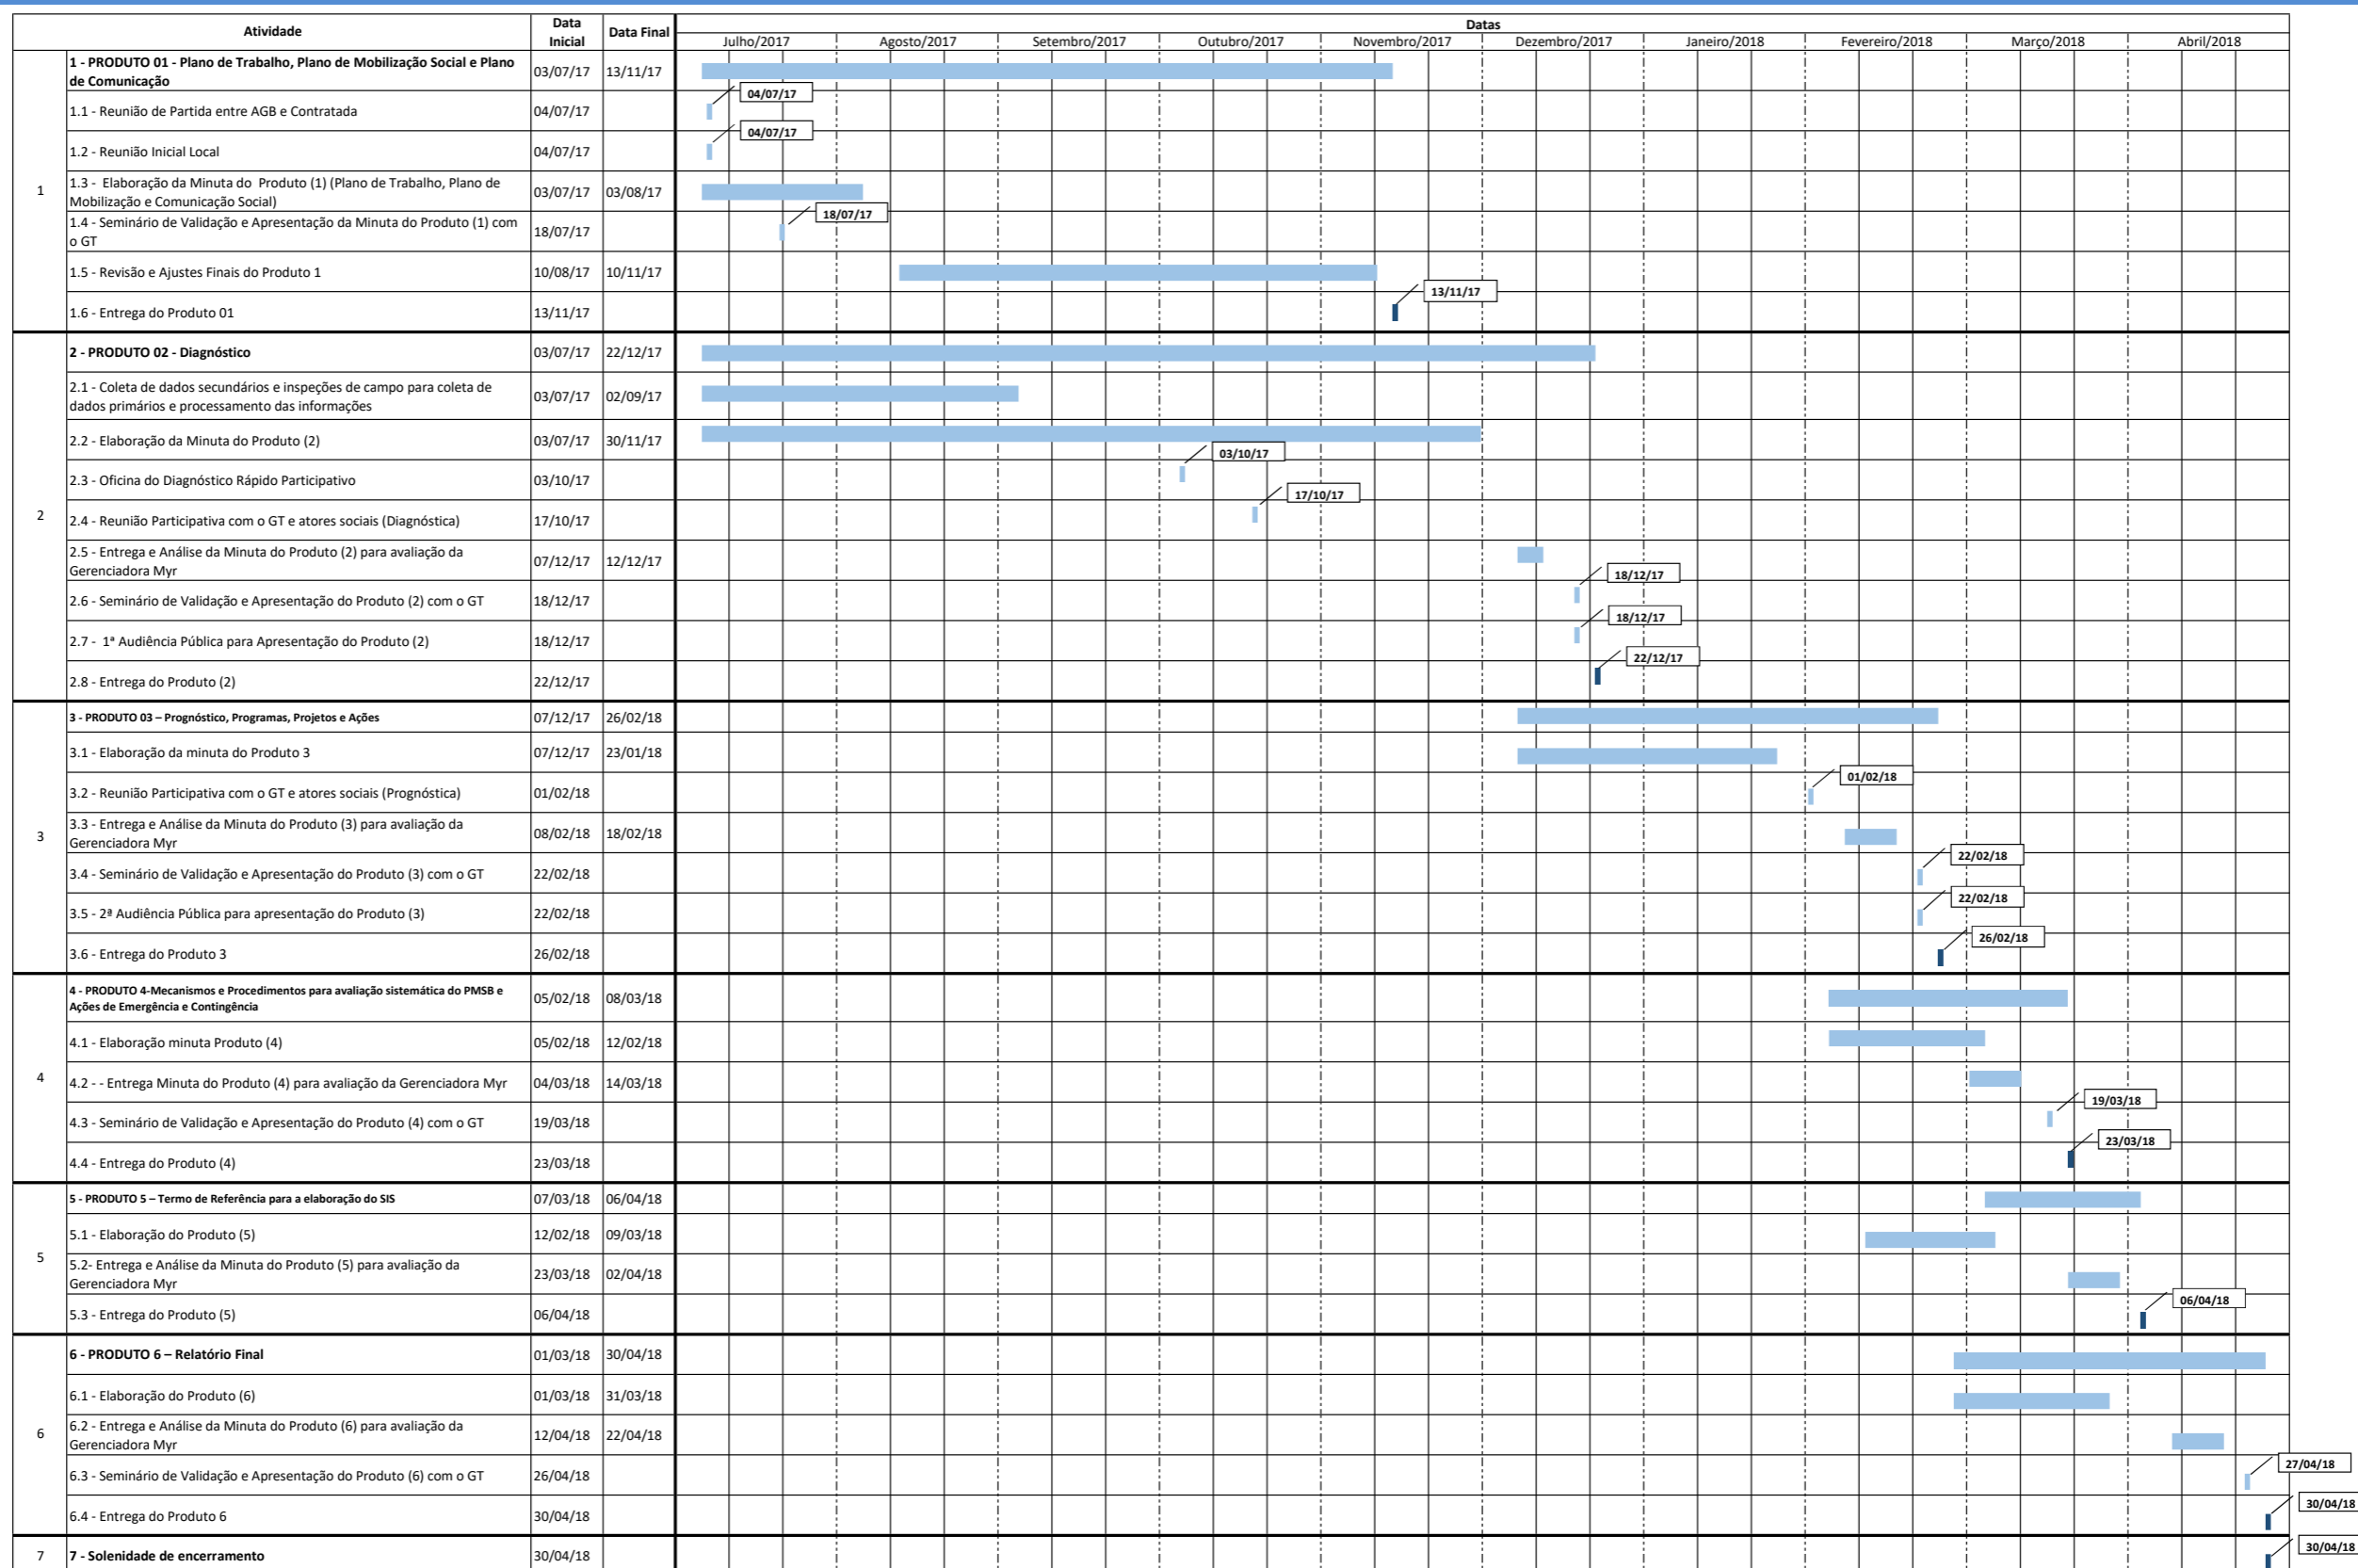 Atividade
Data
Inicial
Data Final
Datas
Julho/2017
Agosto/2017
Setembro/2017
Outubro/2017
Novembro/2017
Dezembro/2017
Janeiro/2018
Fevereiro/2018
Março/2018
Abril/2018
1
1 - PRODUTO 01 - Plano de Trabalho, Plano de Mobilização Social e Plano
de Comunicação
03/07/17
13/11/17
1.1 - Reunião de Partida entre AGB e Contratada
04/07/17
04/07/17
1.2 - Reunião Inicial Local
04/07/17
04/07/17
1.3 -  Elaboração da Minuta do  Produto (1) (Plano de Trabalho, Plano de
Mobilização e Comunicação Social)
03/07/17
03/08/17
1.4 - Seminário de Validação e Apresentação da Minuta do Produto (1) com
o GT
18/07/17
18/07/17
1.5 - Revisão e Ajustes Finais do Produto 1
10/08/17
10/11/17
1.6 - Entrega do Produto 01
13/11/17
13/11/17
2
2 - PRODUTO 02 - Diagnóstico
03/07/17
22/12/17
2.1 - Coleta de dados secundários e inspeções de campo para coleta de
dados primários e processamento das informações
03/07/17
02/09/17
2.2 - Elaboração da Minuta do Produto (2)
03/07/17
30/11/17
2.3 - Oficina do Diagnóstico Rápido Participativo
03/10/17
03/10/17
2.4 - Reunião Participativa com o GT e atores sociais (Diagnóstica)
17/10/17
17/10/17
2.5 - Entrega e Análise da Minuta do Produto (2) para avaliação da
Gerenciadora Myr
07/12/17
12/12/17
2.6 - Seminário de Validação e Apresentação do Produto (2) com o GT
18/12/17
18/12/17
2.7 -  1ª Audiência Pública para Apresentação do Produto (2)
18/12/17
18/12/17
2.8 - Entrega do Produto (2)
22/12/17
22/12/17
3
3 - PRODUTO 03 – Prognóstico, Programas, Projetos e Ações
07/12/17
26/02/18
3.1 - Elaboração da minuta do Produto 3
07/12/17
23/01/18
3.2 - Reunião Participativa com o GT e atores sociais (Prognóstica)
01/02/18
01/02/18
3.3 - Entrega e Análise da Minuta do Produto (3) para avaliação da
Gerenciadora Myr
08/02/18
18/02/18
3.4 - Seminário de Validação e Apresentação do Produto (3) com o GT
22/02/18
22/02/18
3.5 - 2ª Audiência Pública para apresentação do Produto (3)
22/02/18
22/02/18
3.6 - Entrega do Produto 3
26/02/18
26/02/18
4
4 - PRODUTO 4-Mecanismos e Procedimentos para avaliação sistemática do PMSB e
Ações de Emergência e Contingência
05/02/18
08/03/18
4.1 - Elaboração minuta Produto (4)
05/02/18
12/02/18
4.2 - - Entrega Minuta do Produto (4) para avaliação da Gerenciadora Myr
04/03/18
14/03/18
4.3 - Seminário de Validação e Apresentação do Produto (4) com o GT
19/03/18
19/03/18
4.4 - Entrega do Produto (4)
23/03/18
23/03/18
5
5 - PRODUTO 5 – Termo de Referência para a elaboração do SIS
07/03/18
06/04/18
5.1 - Elaboração do Produto (5)
12/02/18
09/03/18
5.2- Entrega e Análise da Minuta do Produto (5) para avaliação da
Gerenciadora Myr
23/03/18
02/04/18
5.3 - Entrega do Produto (5)
06/04/18
06/04/18
6
6 - PRODUTO 6 – Relatório Final
01/03/18
30/04/18
6.1 - Elaboração do Produto (6)
01/03/18
31/03/18
6.2 - Entrega e Análise da Minuta do Produto (6) para avaliação da
Gerenciadora Myr
12/04/18
22/04/18
6.3 - Seminário de Validação e Apresentação do Produto (6) com o GT
26/04/18
27/04/18
6.4 - Entrega do Produto 6
30/04/18
30/04/18
7
7 - Solenidade de encerramento
30/04/18
30/04/18